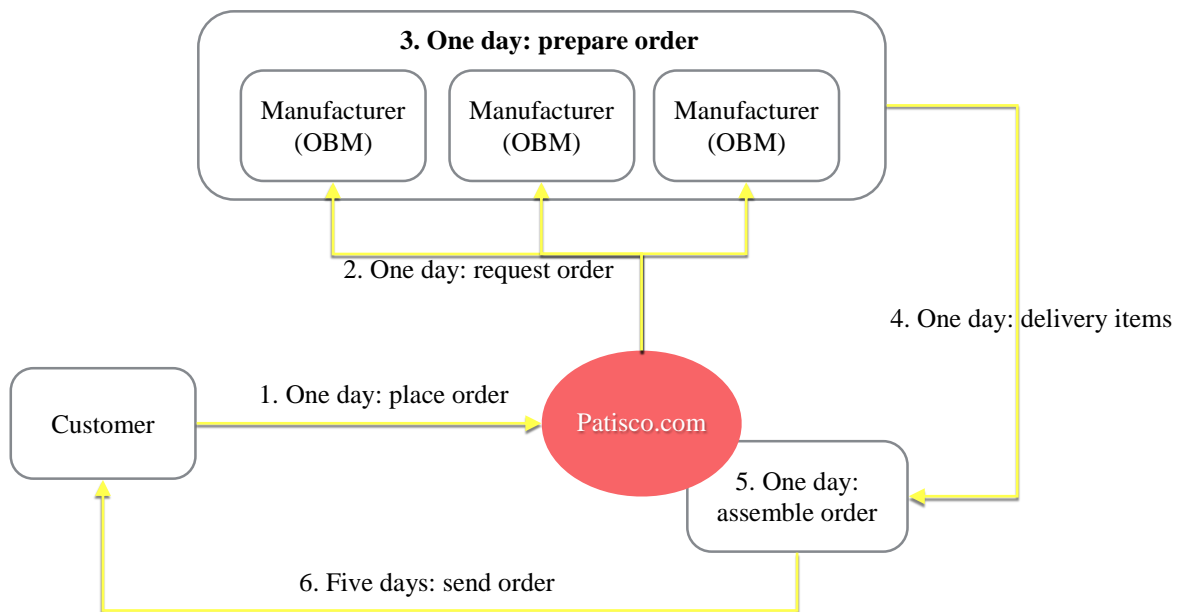 3. One day: prepare order
Manufacturer
(OBM)
Manufacturer
(OBM)
Manufacturer
(OBM)
2. One day: request order
4. One day: delivery items
1. One day: place order
Customer
Patisco.com
5. One day:
assemble order
6. Five days: send order